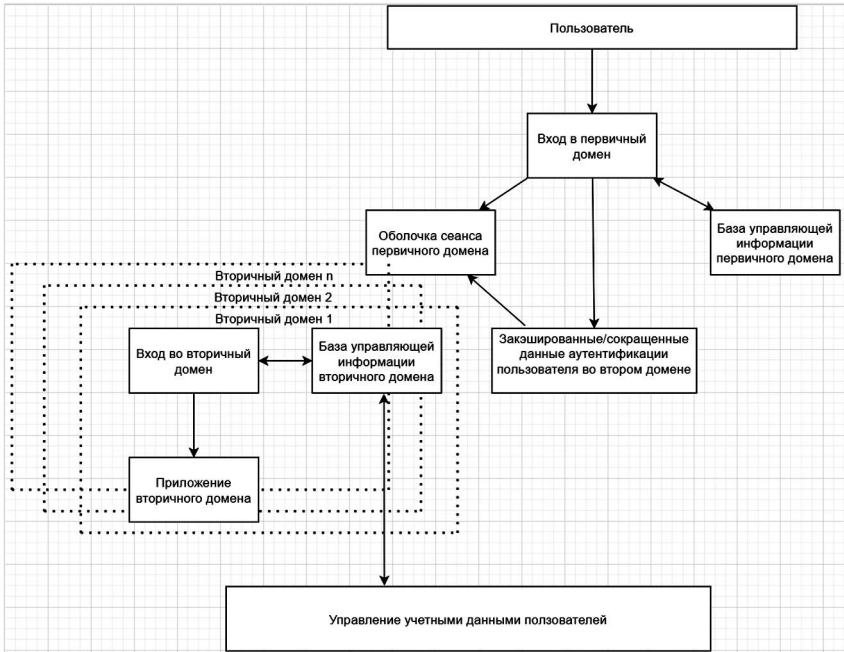 Пользователь
Вход в первичный
домен
Оболочка сеанса
первичного домена
База управляющей
информации
первичного домена
Вторичный домен n
Вторичный домен 2
Вторичный домен 1
Вход во вторичный
домен
База управляющей
информации
вторичного домена
Закэшированные/сокращенные
данные аутентификации
пользователя во втором домене
Приложение
вторичного домена
Управление учетными данными ползователей